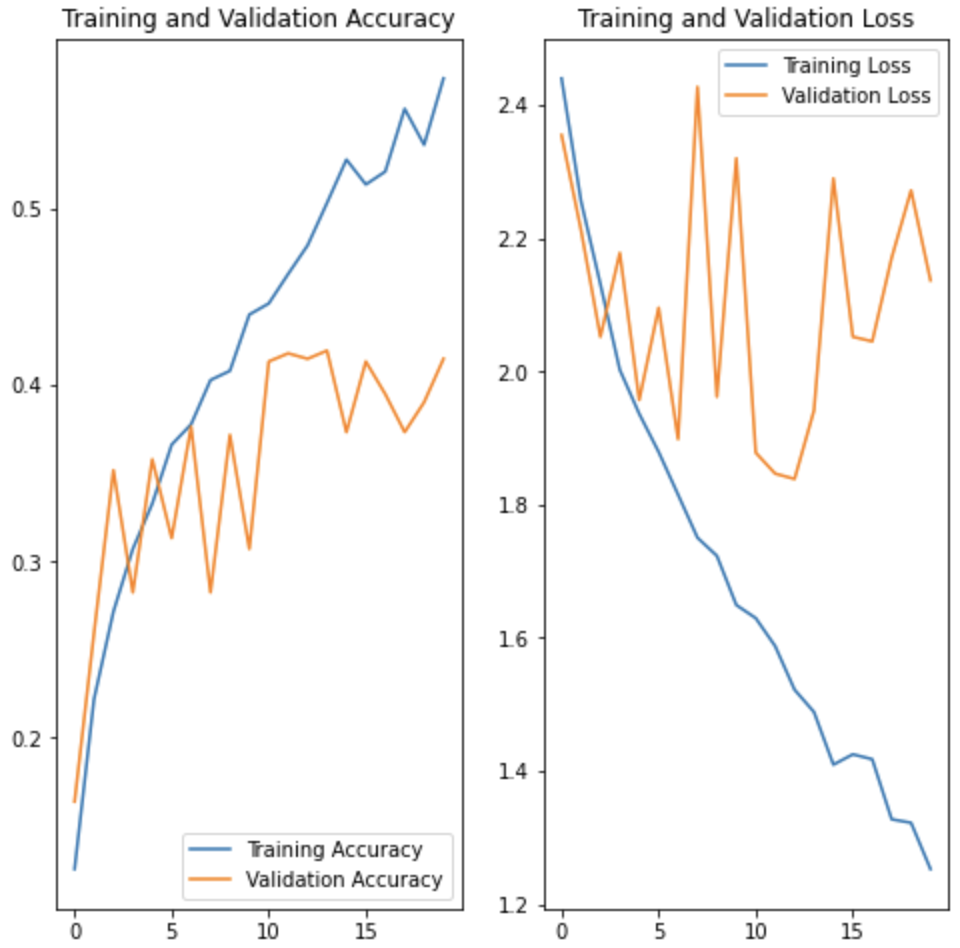 Training and Validation Accuracy
0.5
0.4
0.3
0.2
Training Accuracy
Validation Accuracy
0 5 10 15
Training and Validation Loss
Training Loss
Validation Loss
2.4
2.2
2.0
1.8
1.6
1.4
1.2
0 5 10 15